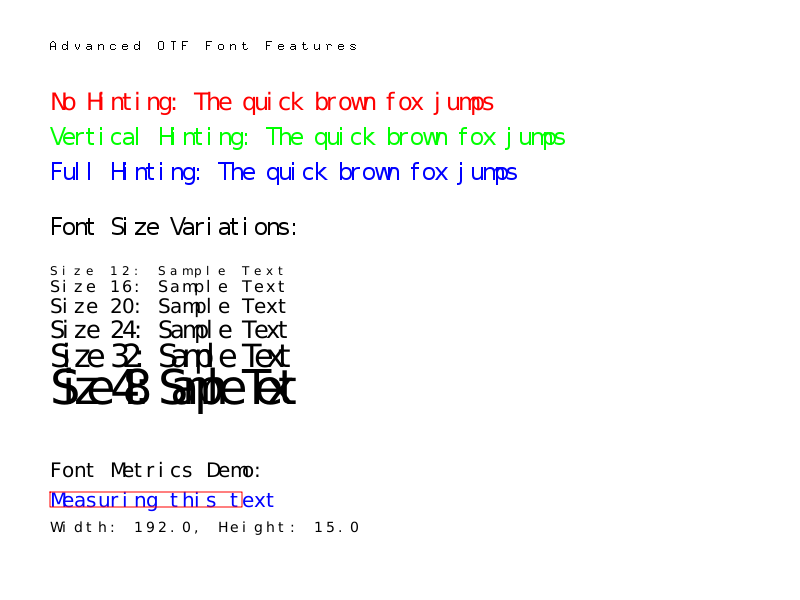 Advanced OTF Font Features
No Hinting: The quick brown fox jumps
Vertical Hinting: The quick brown fox jumps
Full Hinting: The quick brown fox jumps
Font Size Variations:
Size 12: Sample Text
Size 16: Sample Text
Size 20: Sample Text
Size 24: Sample Text
Size 32: Sample Text
Size 48: Sample Text
Font Metrics Demo:
Measuring this text
Width: 192.0, Height: 15.0